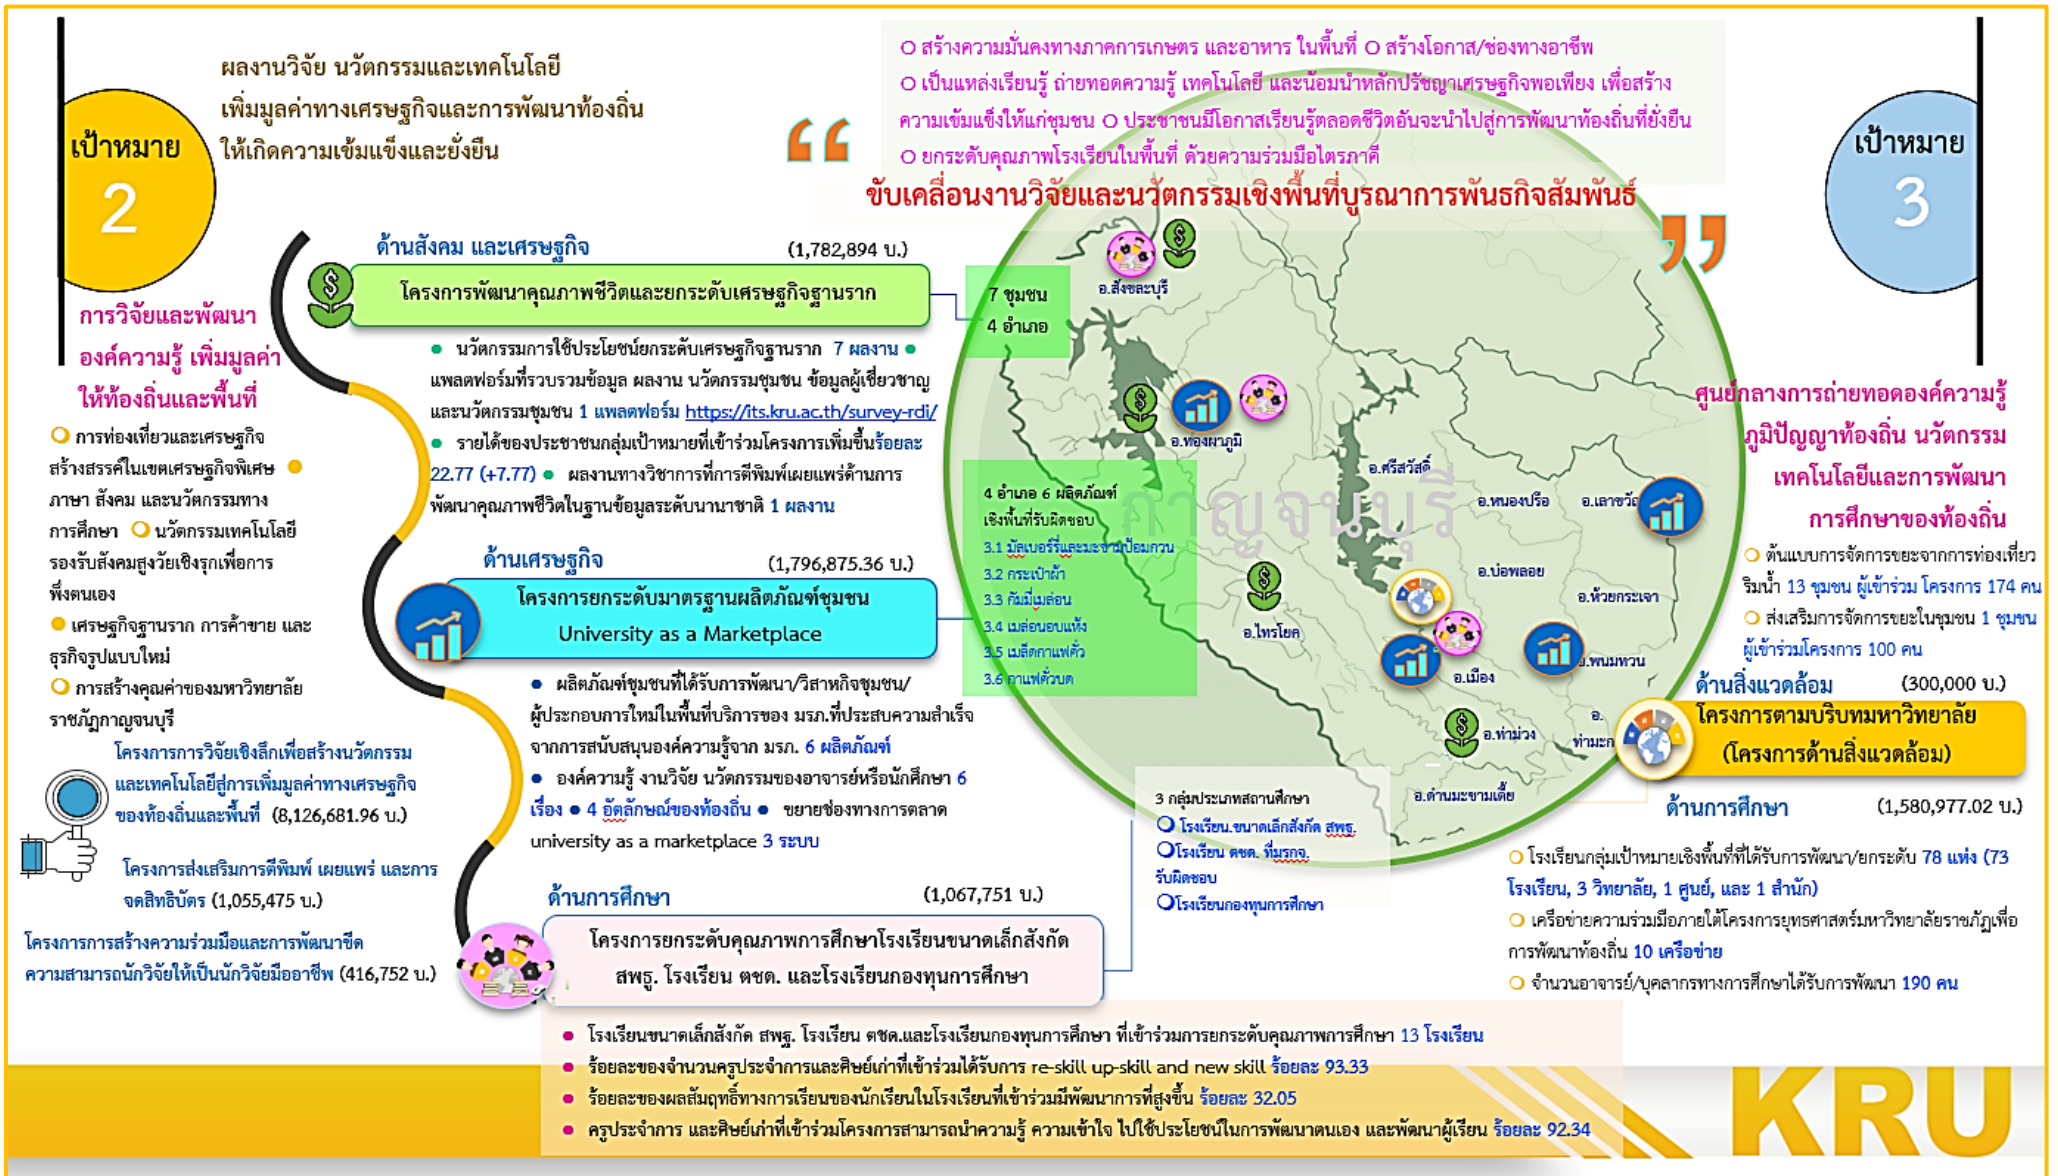 เป้าหมาย
2
ผลงานวิจัย นวัตกรรมและเทคโนโลยี
เพิ่มมูลค่าทางเศรษฐกิจและการพัฒนาท้องถิ่น
ให้เกิดความเข้มแข็งและยั่งยืน
“
O สร้างความมั่นคงทางภาคการเกษตร และอาหาร ในพื้นที่ O สร้างโอกาส/ช่องทางอาชีพ
O เป็นแหล่งเรียนรู้ ถ่ายทอดความรู้ เทคโนโลยี และน้อมนำหลักปรัชญาเศรษฐกิจพอเพียง เพื่อสร้าง
ความเข้มแข็งให้แก่ชุมชน O ประชาชนมีโอกาสเรียนรู้ตลอดชีวิตอันจะนำไปสู่การพัฒนาท้องถิ่นที่ยั่งยืน
O ยกระดับคุณภาพโรงเรียนในพื้นที่ ด้วยความร่วมมือไตรภาคี
ขับเคลื่อนงานวิจัยและนวัตกรรมเชิงพื้นที่บูรณาการพันธกิจสัมพันธ์
”
เป้าหมาย
3
การวิจัยและพัฒนา
องค์ความรู้ เพิ่มมูลค่า
ให้ท้องถิ่นและพื้นที่
การท่องเที่ยวและเศรษฐกิจ
สร้างสรรค์ในเขตเศรษฐกิจพิเศษ
ภาษา สังคม และนวัตกรรมทาง
การศึกษา นวัตกรรมเทคโนโลยี
รองรับสังคมสูงวัยเชิงรุกเพื่อการ
พึ่งตนเอง
เศรษฐกิจฐานราก การค้าขาย และ
ธุรกิจรูปแบบใหม่
การสร้างคุณค่าของมหาวิทยาลัย
ราชภัฏกาญจนบุรี
โครงการการวิจัยเชิงลึกเพื่อสร้างนวัตกรรม
และเทคโนโลยีสู่การเพิ่มมูลค่าทางเศรษฐกิจ
ของท้องถิ่นและพื้นที่ (8,126,681.96 บ.)
โครงการส่งเสริมการตีพิมพ์ เผยแพร่ และการ
จดสิทธิบัตร (1,055,475 บ.)
โครงการการสร้างความร่วมมือและการพัฒนาขีด
ความสามารถนักวิจัยให้เป็นนักวิจัยมืออาชีพ (416,752 บ.)
ด้านสังคม และเศรษฐกิจ (1,782,894 บ.)
โครงการพัฒนาคุณภาพชีวิตและยกระดับเศรษฐกิจฐานราก
● นวัตกรรมการใช้ประโยชน์ยกระดับเศรษฐกิจฐานราก 7 ผลงาน ●
แพลตฟอร์มที่รวบรวมข้อมูล ผลงาน นวัตกรรมชุมชน ข้อมูลผู้เชี่ยวชาญ
และนวัตกรรมชุมชน 1 แพลตฟอร์ม https://its.kru.ac.th/survey-rdi/
● รายได้ของประชาชนกลุ่มเป้าหมายที่เข้าร่วมโครงการเพิ่มขึ้นร้อยละ
22.77 (+7.77) ● ผลงานทางวิชาการที่การตีพิมพ์เผยแพร่ด้านการ
พัฒนาคุณภาพชีวิตในฐานข้อมูลระดับนานาชาติ 1 ผลงาน
ด้านเศรษฐกิจ (1,796,875.36 บ.)
โครงการยกระดับมาตรฐานผลิตภัณฑ์ชุมชน
University as a Marketplace
● ผลิตภัณฑ์ชุมชนที่ได้รับการพัฒนา/วิสาหกิจชุมชน/
ผู้ประกอบการใหม่ในพื้นที่บริการของ มรภ.ที่ประสบความสำเร็จ
จากการสนับสนุนองค์ความรู้จาก มรภ. 6 ผลิตภัณฑ์
● องค์ความรู้ งานวิจัย นวัตกรรมของอาจารย์หรือนักศึกษา 6
เรื่อง ● 4 อัตลักษณ์ของท้องถิ่น ● ขยายช่องทางการตลาด
university as a marketplace 3 ระบบ
ด้านการศึกษา (1,067,751 บ.)
โครงการยกระดับคุณภาพการศึกษาโรงเรียนขนาดเล็กสังกัด
สพฐ. โรงเรียน ตชด. และโรงเรียนกองทุนการศึกษา
● โรงเรียนขนาดเล็กสังกัด สพฐ. โรงเรียน ตชด.และโรงเรียนกองทุนการศึกษา ที่เข้าร่วมการยกระดับคุณภาพการศึกษา 13 โรงเรียน
● ร้อยละของจำนวนครูประจำการและศิษย์เก่าที่เข้าร่วมได้รับการ re-skill up-skill and new skill ร้อยละ 93.33
● ร้อยละของผลสัมฤทธิ์ทางการเรียนของนักเรียนในโรงเรียนที่เข้าร่วมมีพัฒนาการที่สูงขึ้น ร้อยละ 32.05
● ครูประจำการ และศิษย์เก่าที่เข้าร่วมโครงการสามารถนำความรู้ ความเข้าใจ ไปใช้ประโยชน์ในการพัฒนาตนเอง และพัฒนาผู้เรียน ร้อยละ 92.34
7 ชุมชน
4 อำเภอ
4 อำเภอ 6 ผลิตภัณฑ์
เชิงพื้นที่รับผิดชอบ
3.1 มัลเบอร์รี่และมะขามป้อมกวน
3.2 กระเป๋าผ้า
3.3 กัมมี่เมล่อน
3.4 เมล่อนอบแห้ง
3.5 เมล็ดกาแฟคั่ว
3.6 กาแฟคั่วบด
3 กลุ่มประเภทสถานศึกษา
โรงเรียน.ขนาดเล็กสังกัด สพฐ.
โรงเรียน ตชด. ที่มรกจ.
รับผิดชอบ
โรงเรียนกองทุนการศึกษา
กาญจนบุรี
อ.สังขละบุรี
อ.ทองผาภูมิ
อ.ศรีสวัสดิ์
อ.หนองปรือ
อ.เลาขวัญ
อ.บ่อพลอย
อ.ห้วยกระเจา
อ.ไทรโยค
อ.เมือง
อ.พนมทวน
อ.ท่าม่วง
อ.
ท่ามะกา
อ.ด่านมะขามเตี้ย
ศูนย์กลางการถ่ายทอดองค์ความรู้
ภูมิปัญญาท้องถิ่น นวัตกรรม
เทคโนโลยีและการพัฒนา
การศึกษาของท้องถิ่น
ต้นแบบการจัดการขยะจากการท่องเที่ยว
ริมน้ำ 13 ชุมชน ผู้เข้าร่วม โครงการ 174 คน
ส่งเสริมการจัดการขยะในชุมชน 1 ชุมชน
ผู้เข้าร่วมโครงการ 100 คน
ด้านสิ่งแวดล้อม (300,000 บ.)
โครงการตามบริบทมหาวิทยาลัย
(โครงการด้านสิ่งแวดล้อม)
ด้านการศึกษา (1,580,977.02 บ.)
โรงเรียนกลุ่มเป้าหมายเชิงพื้นที่ที่ได้รับการพัฒนา/ยกระดับ 78 แห่ง (73
โรงเรียน, 3 วิทยาลัย, 1 ศูนย์, และ 1 สำนัก)
เครือข่ายความร่วมมือภายใต้โครงการยุทธศาสตร์มหาวิทยาลัยราชภัฏเพื่อ
การพัฒนาท้องถิ่น 10 เครือข่าย
จำนวนอาจารย์/บุคลากรทางการศึกษาได้รับการพัฒนา 190 คน
KRU